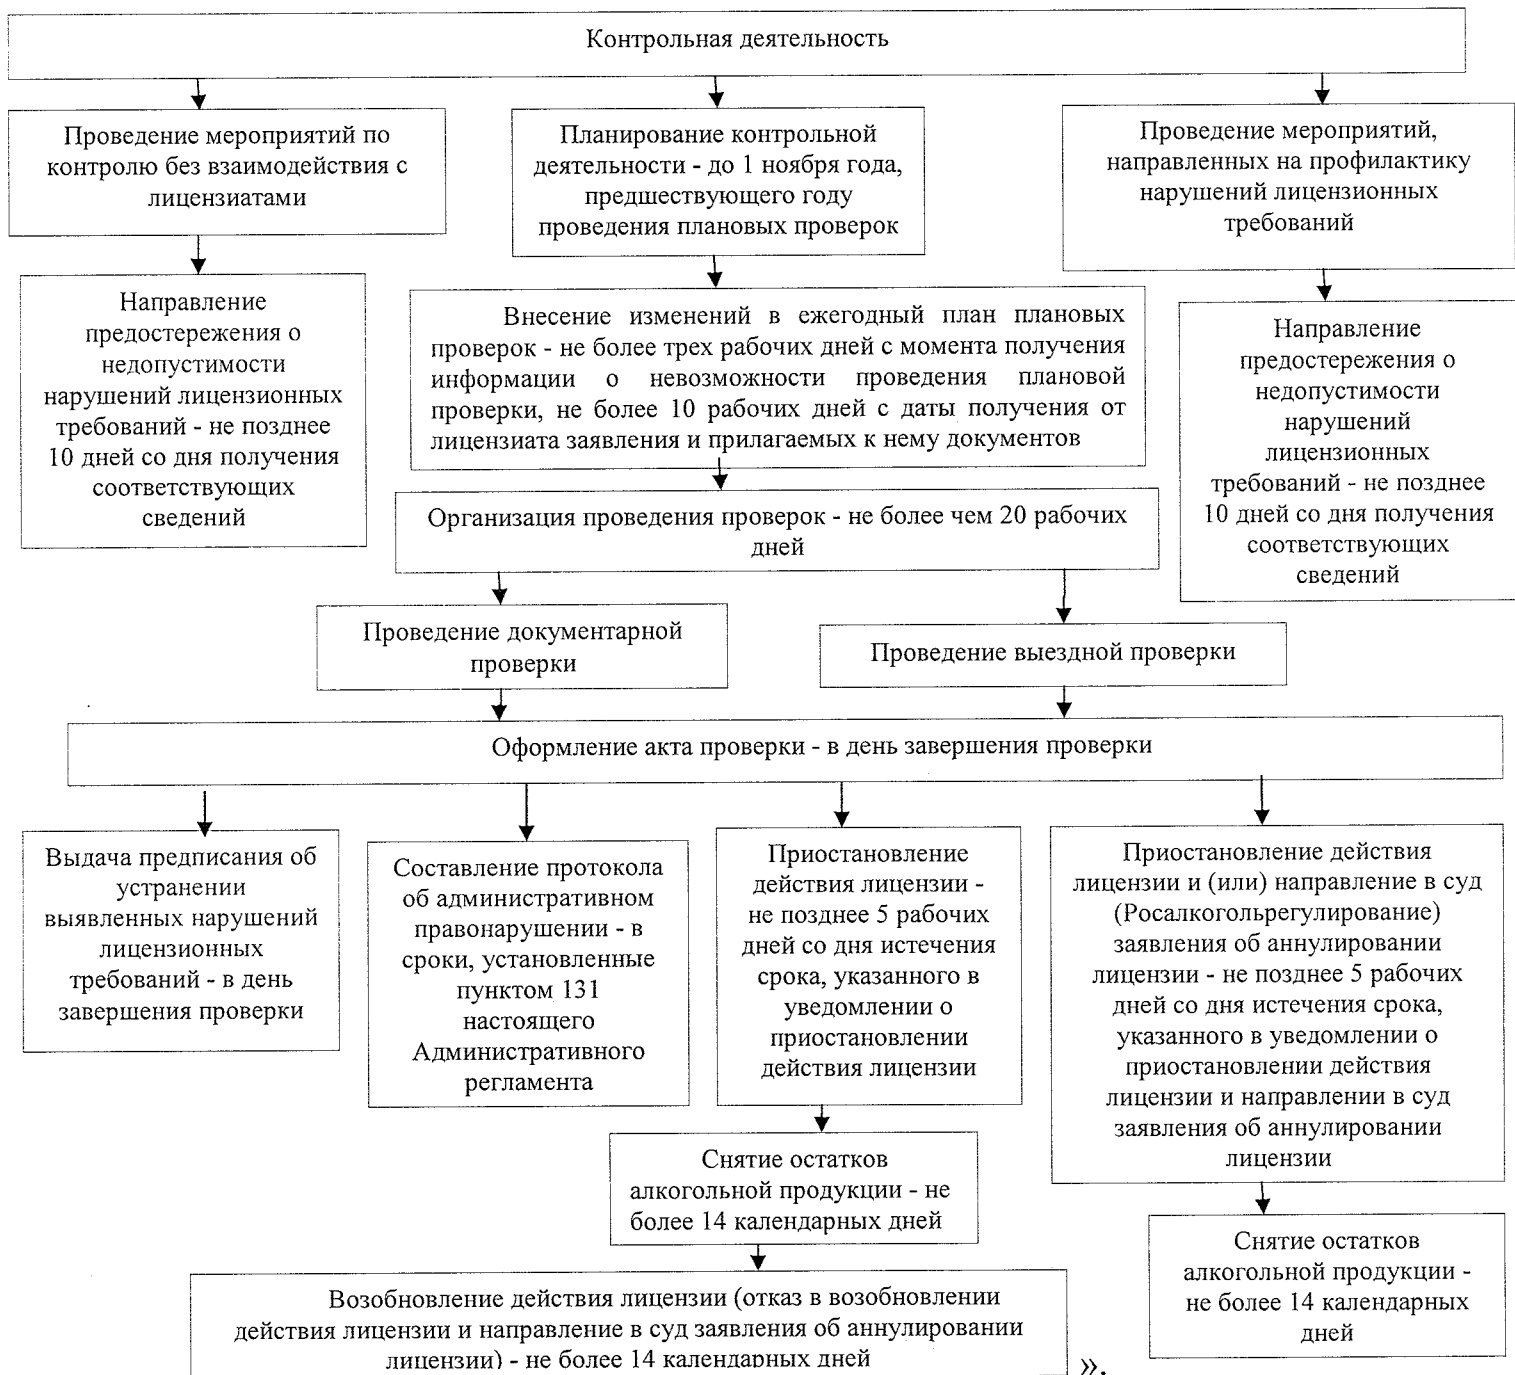 Контрольная деятельность
Проведение мероприятий по
контролю без взаимодействия с
лицензиатами
Планирование контрольной
деятельности - до 1 ноября года,
предшествующего году
проведения плановых проверок
Проведение мероприятий,
направленных на профилактику
нарушений лицензионных
требований
Направление
предостережения о
недопустимости
нарушений лицензионных
требований - не позднее
10 дней со дня получения
соответствующих
сведений
Внесение изменений в ежегодный план плановых
проверок - не более трех рабочих дней с момента получения
информации о невозможности проведения плановой
проверки, не более 10 рабочих дней с даты получения от
лицензиата заявления и прилагаемых к нему документов
Направление
предостережения о
недопустимости
нарушений
лицензионных
требований - не позднее
10 дней со дня получения
соответствующих
сведений
Организация проведения проверок - не более чем 20 рабочих
дней
Проведение документарной
проверки
Проведение выездной проверки
Оформление акта проверки - в день завершения проверки
Выдача предписания об
устранении
выявленных нарушений
лицензионных
требований - в день
завершения проверки
Составление протокола
об административном
правонарушении - в
сроки, установленные
пунктом 131
настоящего
Административного
регламента
Приостановление
действия лицензии -
не позднее 5 рабочих
дней со дня истечения
срока, указанного в
уведомлении о
приостановлении
действия лицензии
Приостановление действия
лицензии и (или) направление в суд
(Росалкогольрегулирование)
заявления об аннулировании
лицензии - не позднее 5 рабочих
дней со дня истечения срока,
указанного в уведомлении о
приостановлении действия
лицензии и направлении в суд
заявления об аннулировании
лицензии
Снятие остатков
алкогольной продукции - не
более 14 календарных дней
Снятие остатков
алкогольной продукции -
не более 14 календарных
дней
Возобновление действия лицензии (отказ в возобновлении
действия лицензии и направление в суд заявления об аннулировании
лицензии) - не более 14 календарных дней
».